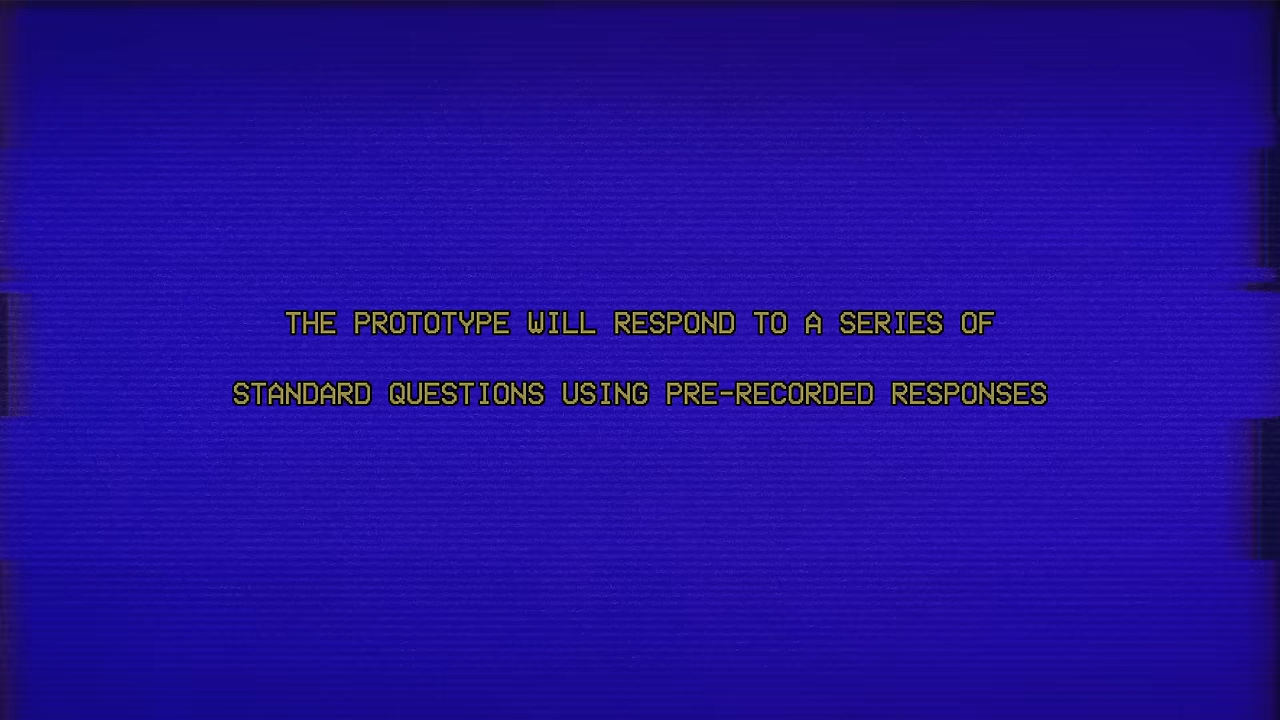 THE PROTOTYPE WILL RESPOND TO A SERIES OF
STANDARD QUESTIONS USING PRE-RECORDED RESPONSES